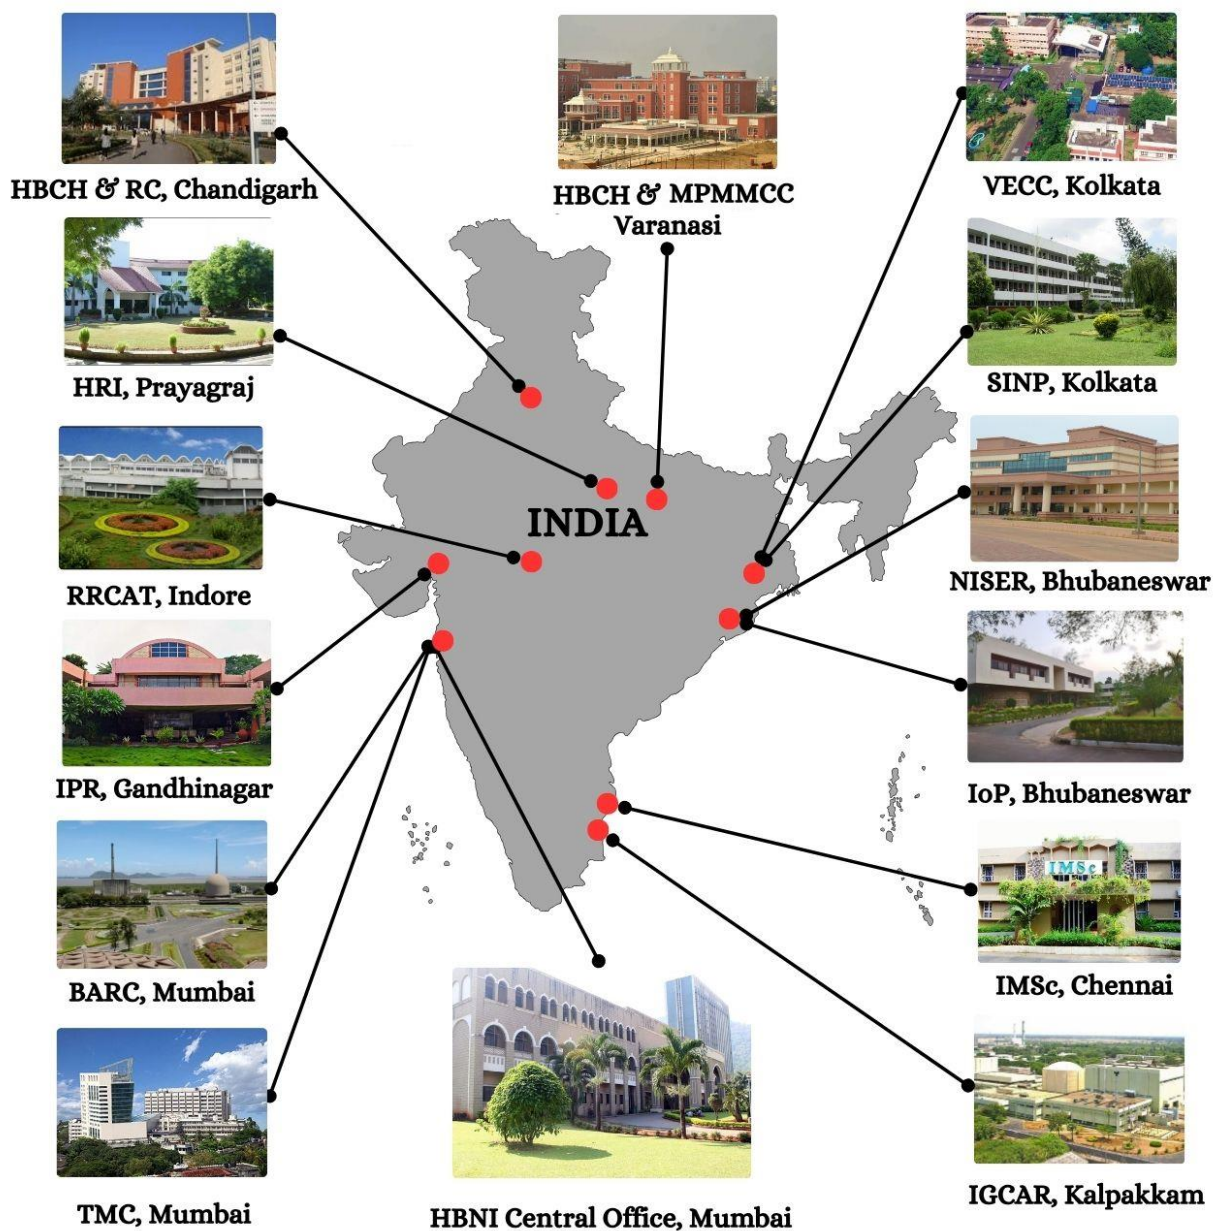 HBCH & RC, Chandigarh
HBCH & MPMMCC
Varanasi
VECC, Kolkata
HRI, Prayagraj
SINP, Kolkata
RRCAT, Indore
INDIA
NISER, Bhubaneswar
IPR, Gandhinagar
IoP, Bhubaneswar
BARC, Mumbai
IMSc
IMSc, Chennai
TMC, Mumbai
HBNI Central Office, Mumbai
IGCAR, Kalpakkam